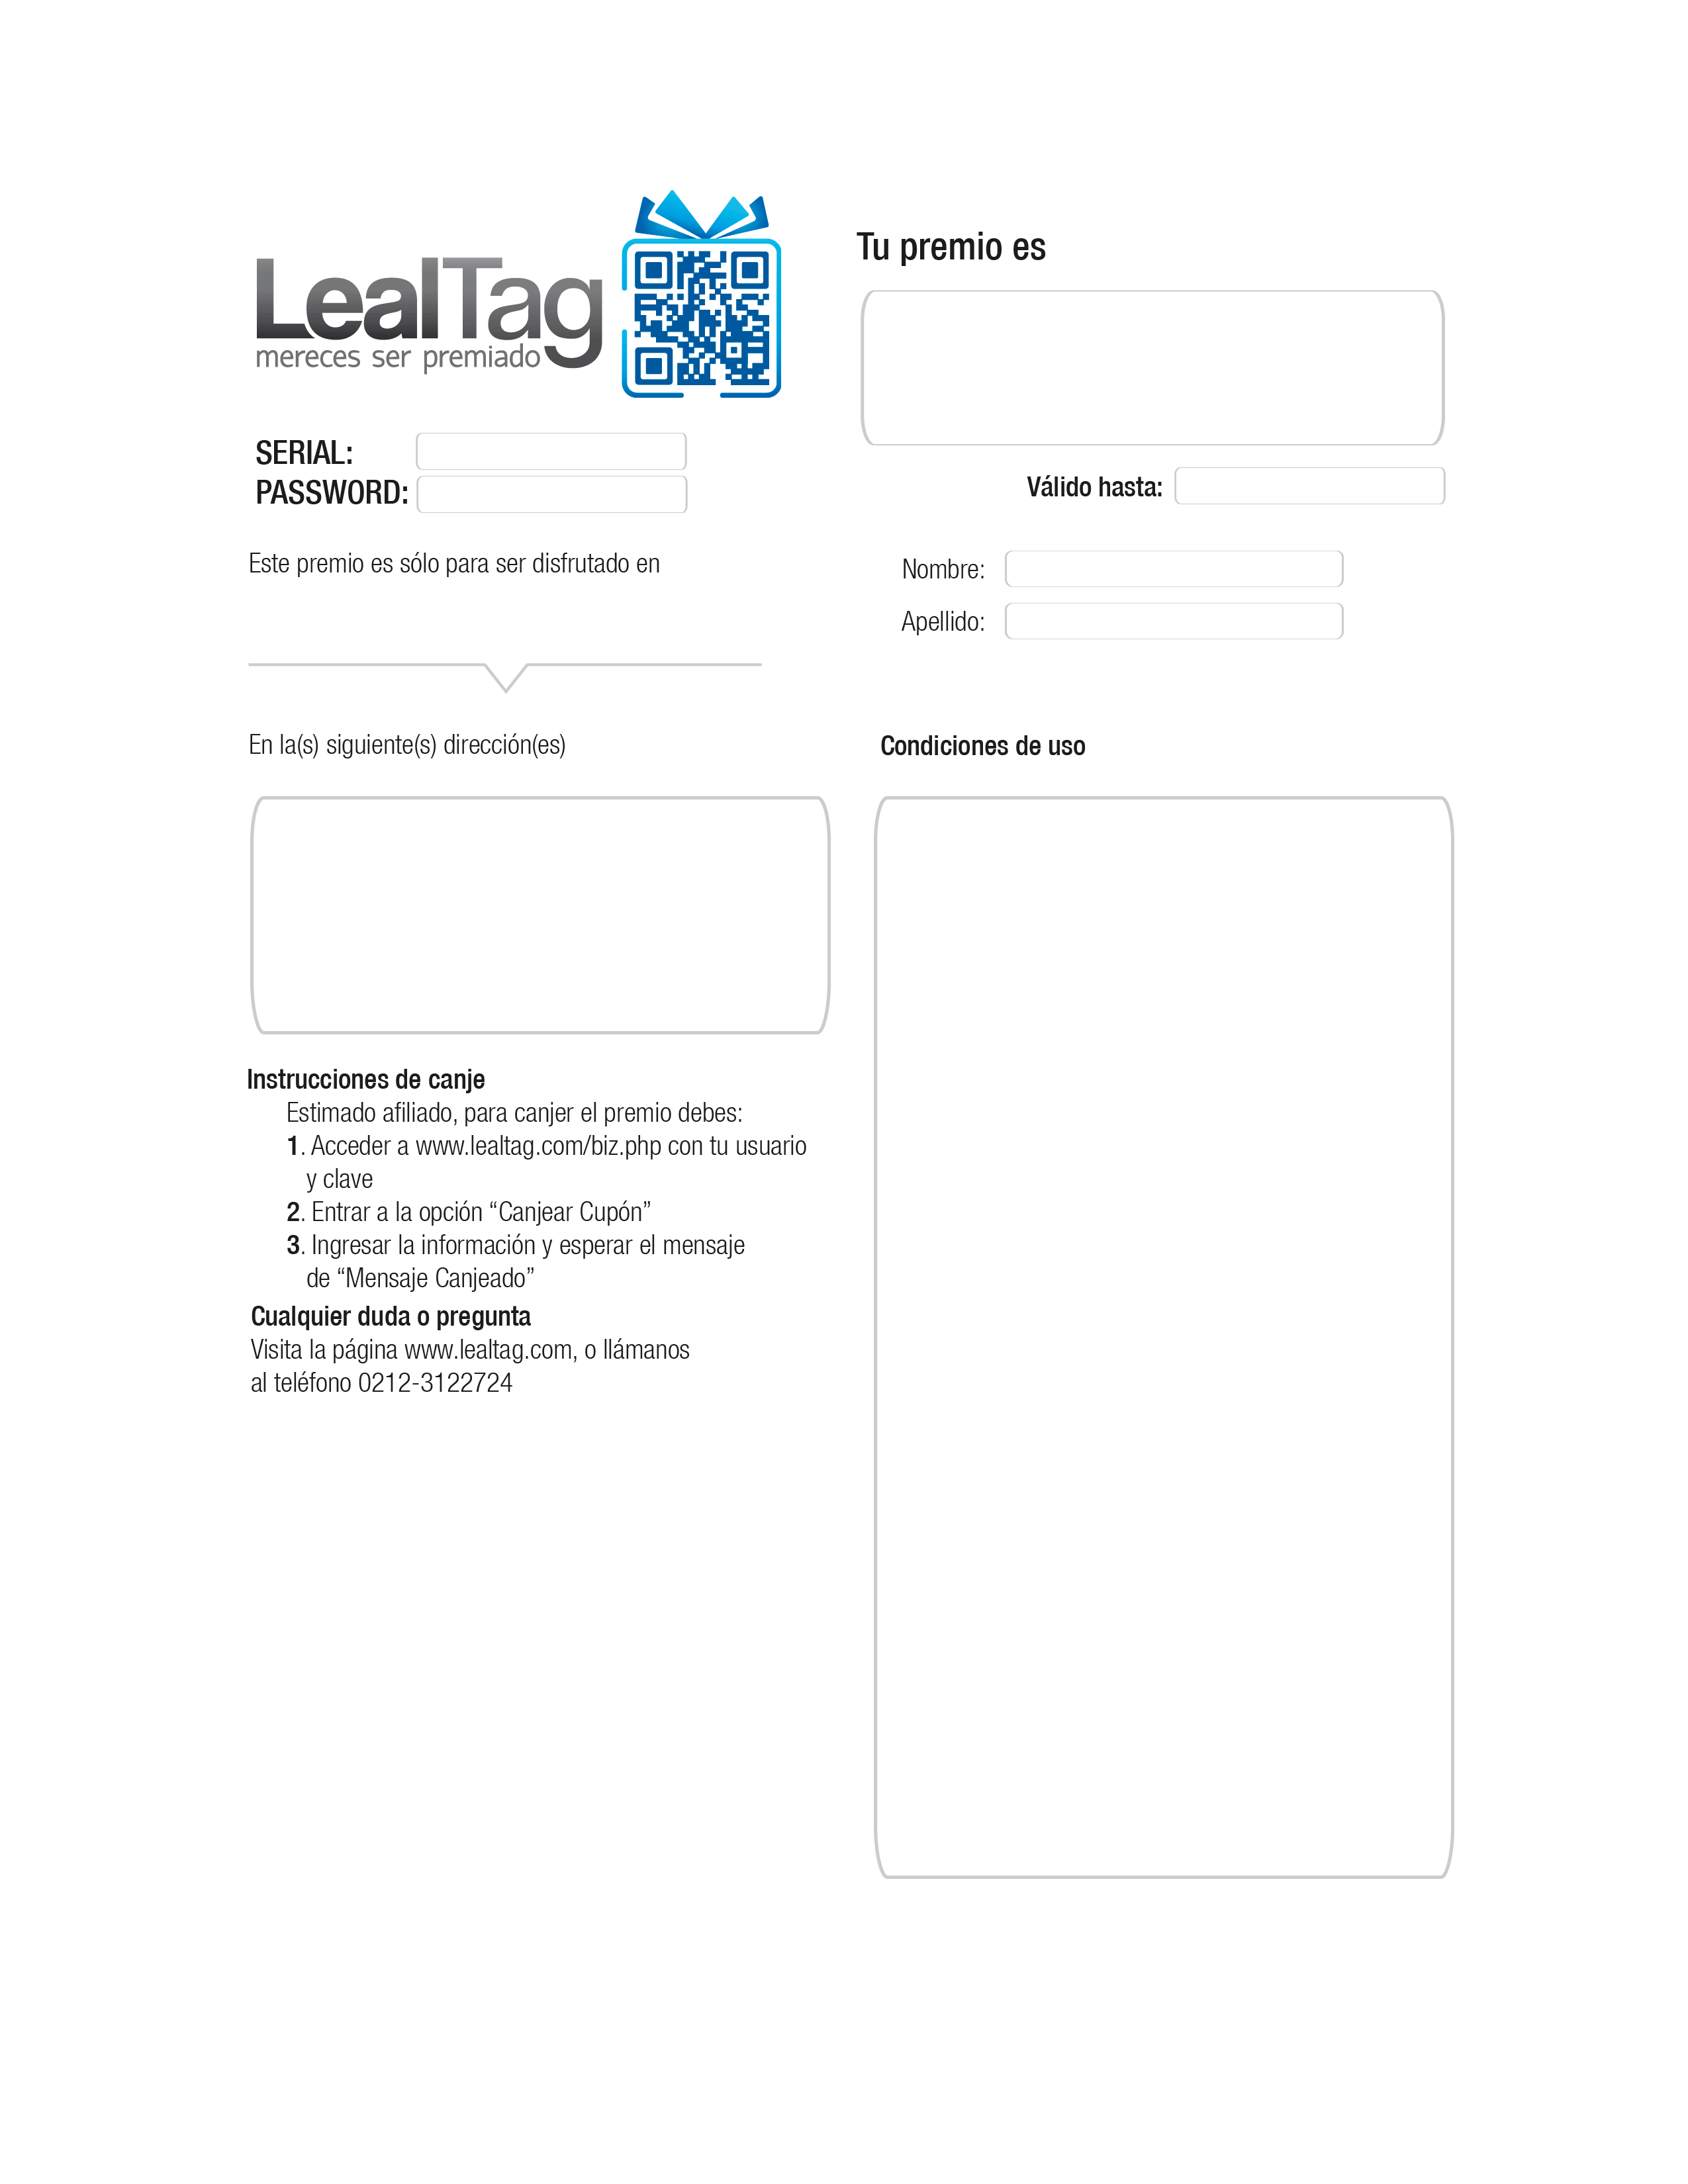 LealTag
mereces ser premiado
SERIAL:
PASSWORD:
Este premio es sólo para ser disfrutado en
Tu premio es
Válido hasta:
Nombre:
Apellido:
En la(s) siguiente(s) dirección(es)
Instrucciones de canje
Estimado afiliado, para canjer el premio debes:
1. Acceder a www.lealtag.com/biz.php con tu usuario
y clave
2. Entrar a la opción “Canjear Cupón”
3. Ingresar la información y esperar el mensaje
de “Mensaje Canjeado”
Cualquier duda o pregunta
Visita la página www.lealtag.com, o llámanos
al teléfono 0212-3122724
Condiciones de uso